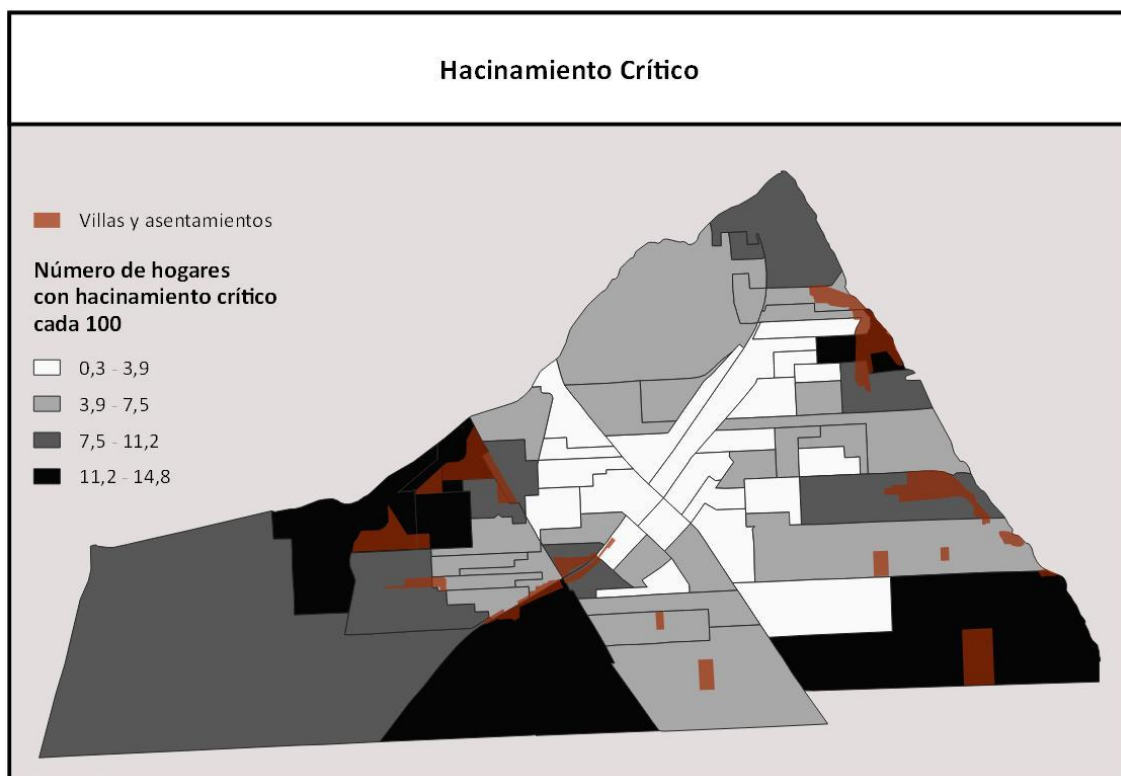 Hacinamiento Crítico
Villas y asentamientos
Número de hogares
con hacinamiento crítico
cada 100
0,3 - 3,9
3,9 - 7,5
7,5 - 11,2
11,2 - 14,8